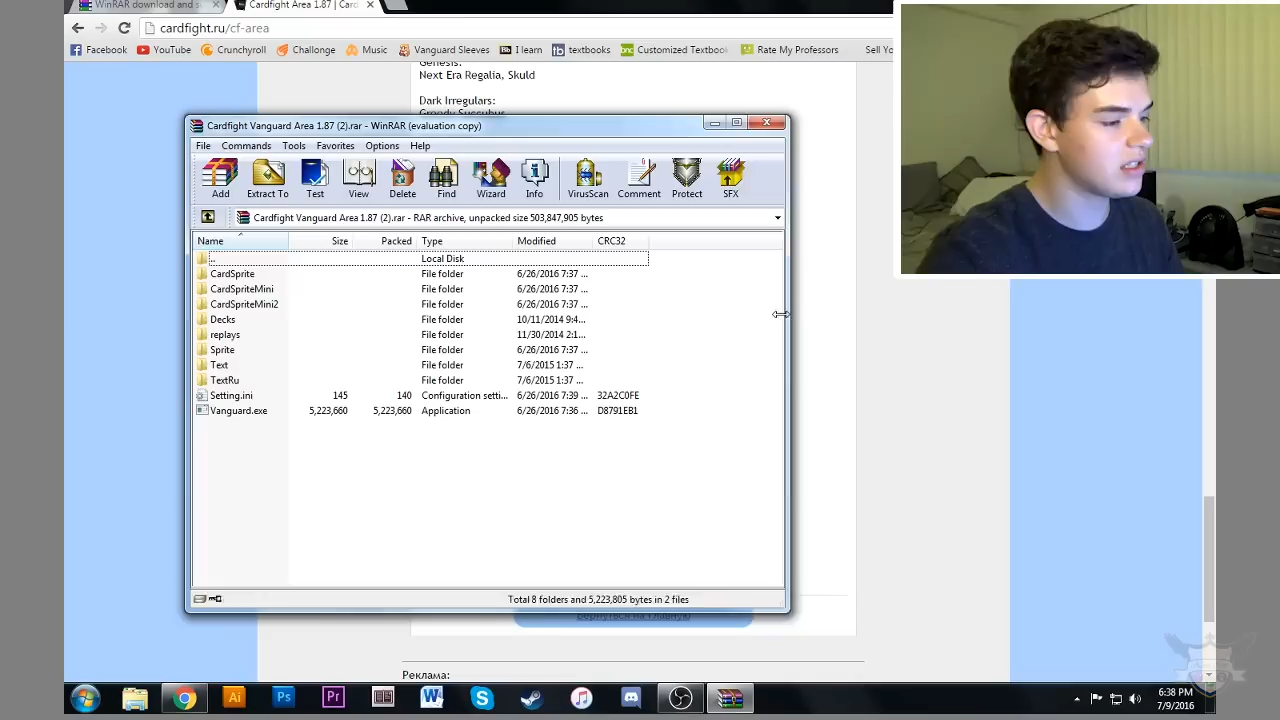 WinRAR download and s
Cardfight Area 1.87 | Card
cardfight.ru/cf-area
Facebook YouTube Crunchyroll Challonge Music Vanguard Sleeves I learn textbooks Customized Textboo Rate My Professors Sell Yo
Genesis:
Next Era Regalia, Skuld
Dark Irregulars:
Greedy Succubus
Cardfight Vanguard Area 1.87 (2).rar - WinRAR (evaluation copy)
File Commands Tools Favorites Options Help
Add Extract To Test View Delete Find Wizard Info VirusScan Comment Protect SFX
Cardfight Vanguard Area 1.87 (2).rar - RAR archive, unpacked size 503,847,905 bytes
Name Size Packed Type Modified CRC32
.. Local Disk
CardSprite File folder 6/26/2016 7:37 ...
CardSpriteMini File folder 6/26/2016 7:37 ...
CardSpriteMini2 File folder 6/26/2016 7:37 ...
Decks File folder 10/11/2014 9:4...
replays File folder 11/30/2014 2:1...
Sprite File folder 6/26/2016 7:37 ...
Text File folder 7/6/2015 1:37 ...
TextRu File folder 7/6/2015 1:37 ...
Setting.ini 145 140 Configuration setti... 6/26/2016 7:39 ... 32A2C0FE
Vanguard.exe 5,223,660 5,223,660 Application 6/26/2016 7:36 ... D8791EB1
Total 8 folders and 5,223,805 bytes in 2 files
Вернуться на главную
Реклама:
Ai Ps Pr W S
6:38 PM
7/9/2016